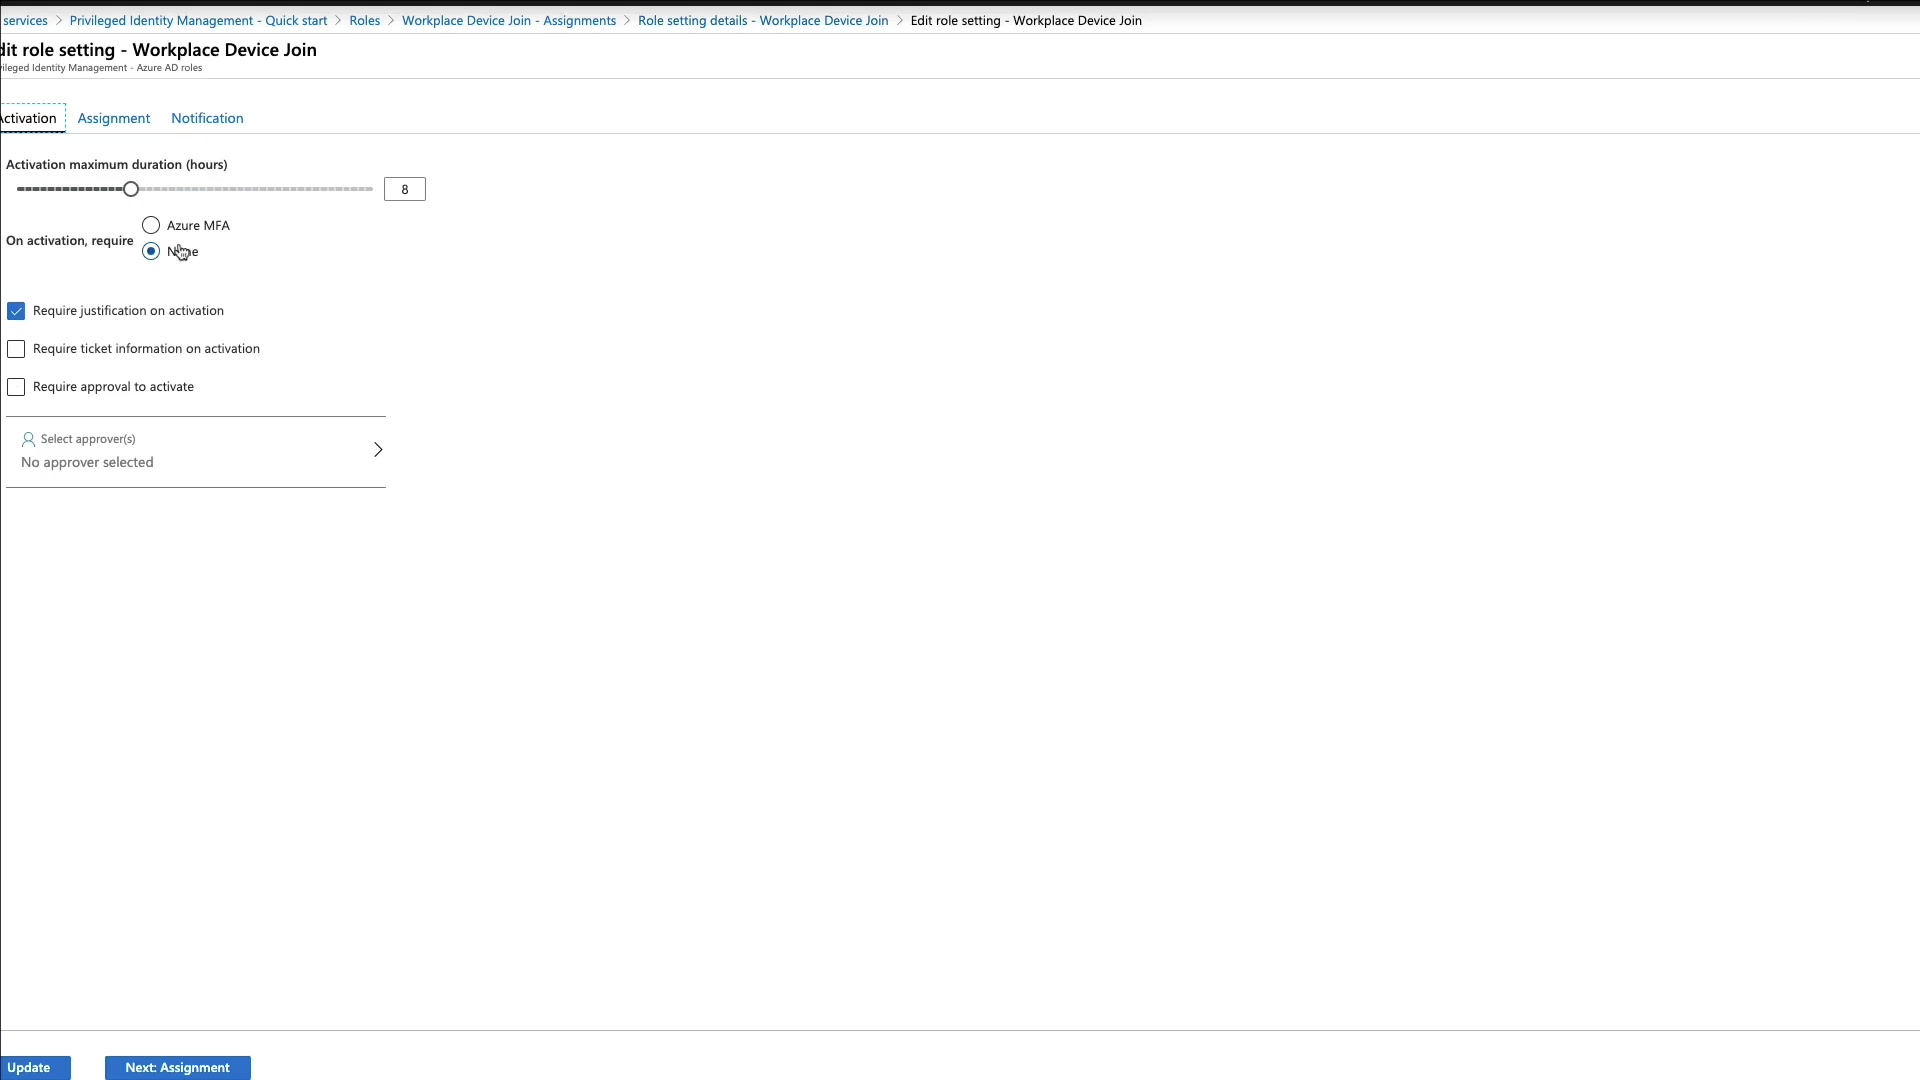 services > Privileged Identity Management - Quick start > Roles > Workplace Device Join - Assignments > Role setting details - Workplace Device Join > Edit role setting - Workplace Device Join
dit role setting - Workplace Device Join
vileged Identity Management - Azure AD roles
Activation Assignment Notification
Activation maximum duration (hours)
8
On activation, require
Azure MFA
Require justification on activation
Require ticket information on activation
Require approval to activate
Select approver(s)
No approver selected
Update Next: Assignment